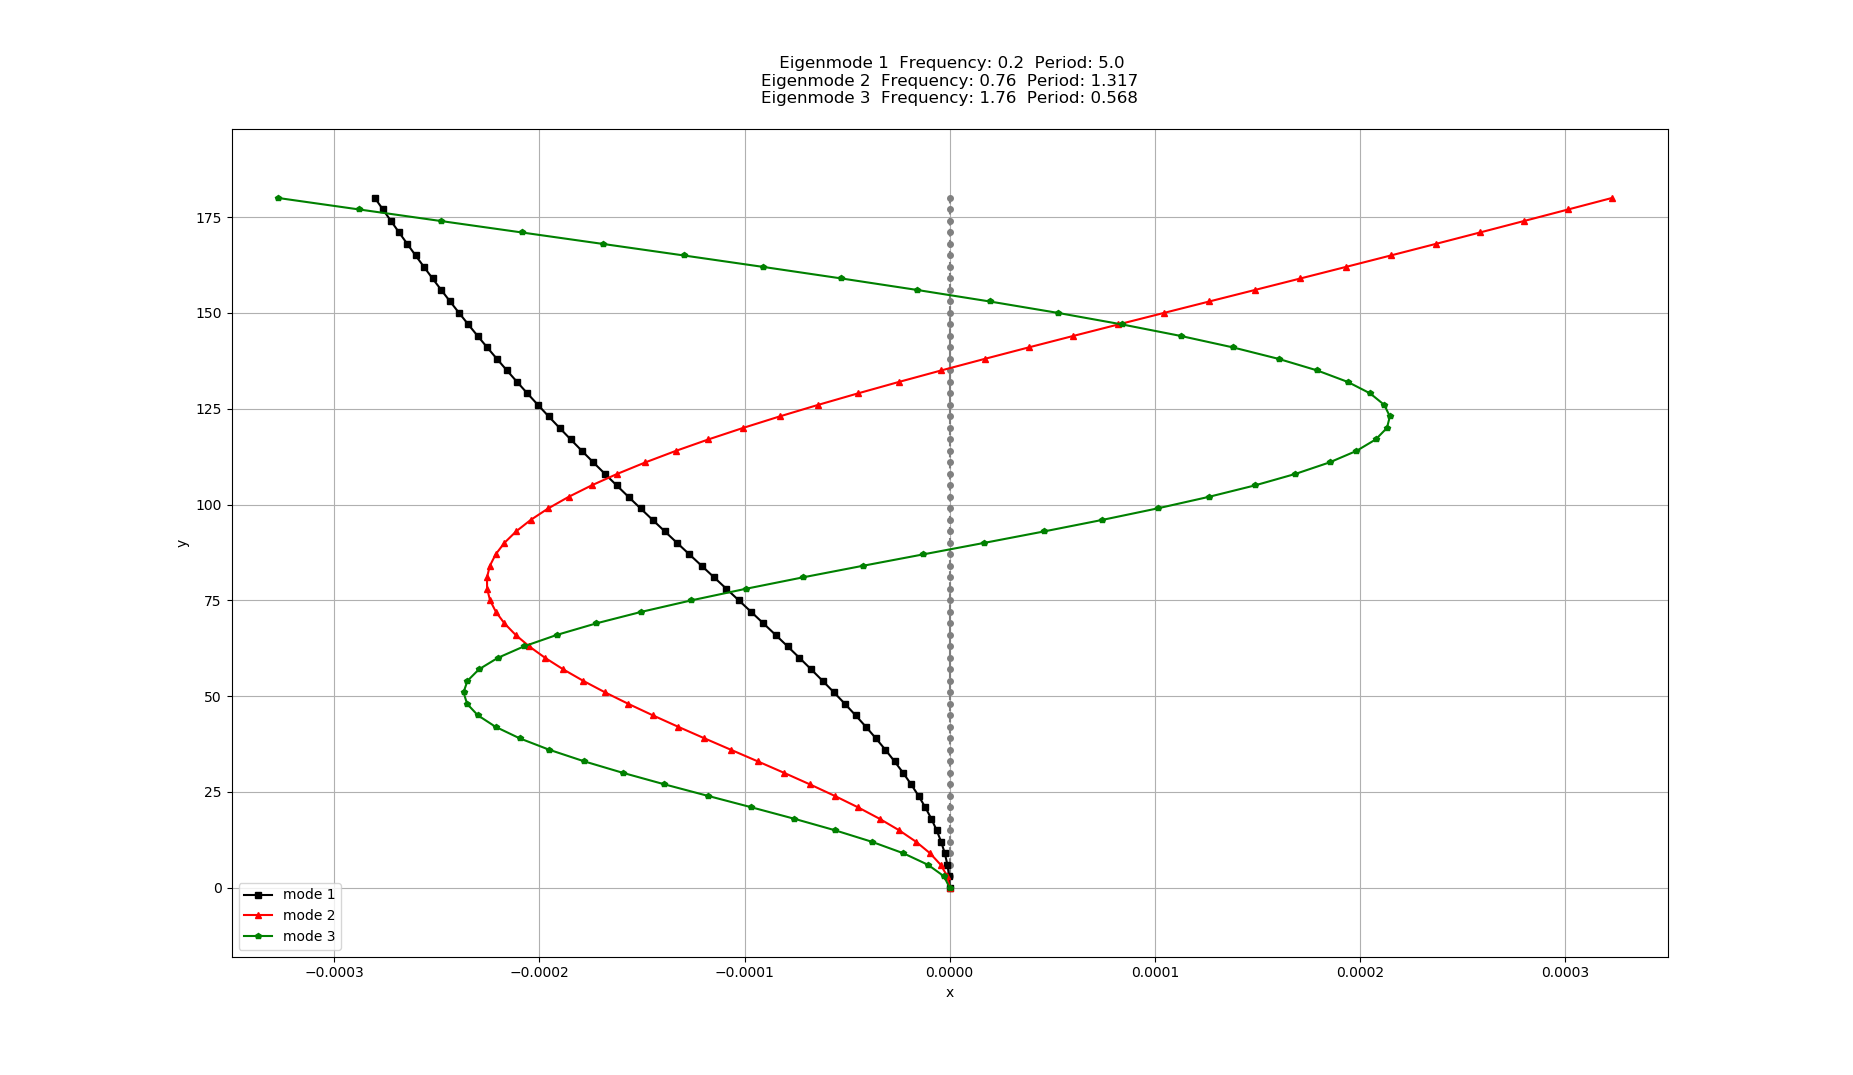 Eigenmode 1  Frequency: 0.2  Period: 5.0
Eigenmode 2  Frequency: 0.76  Period: 1.317
Eigenmode 3  Frequency: 1.76  Period: 0.568
175
150
125
100
75
50
25
0
y
mode 1
mode 2
mode 3
−0.0003 −0.0002 −0.0001 0.0000 0.0001 0.0002 0.0003
x